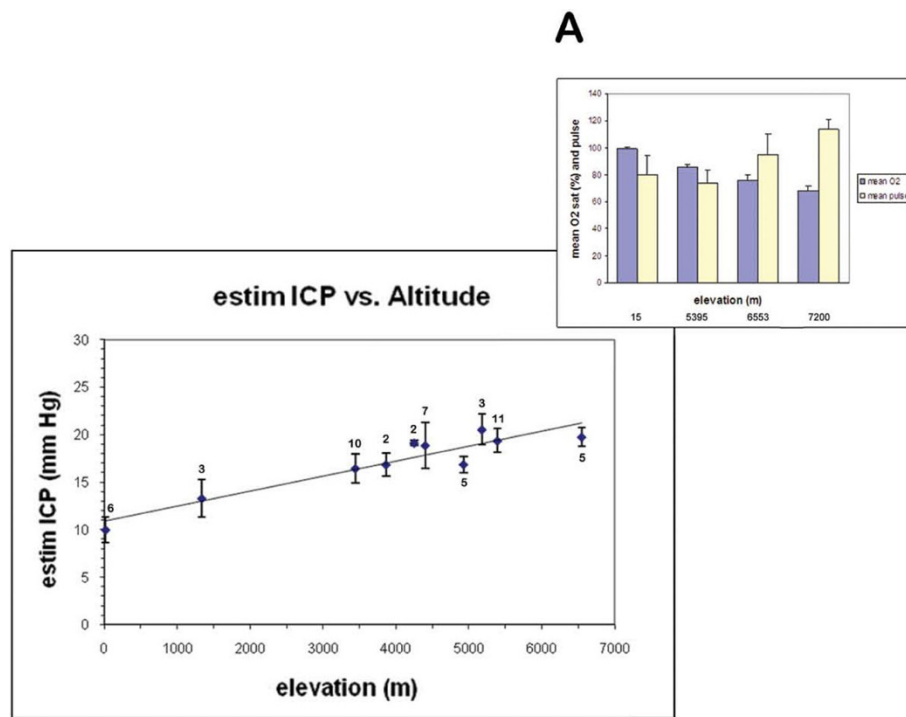 A
140
120
100
80
60
40
20
0
mean O2 sat (%) and pulse
mean O2
mean pulse
elevation (m)
15 5395 6553 7200
estim ICP vs. Altitude
30
25
20
15
10
5
0
estim ICP (mm Hg)
6
3
10
2
2
7
5
3
11
5
0 1000 2000 3000 4000 5000 6000 7000
elevation (m)